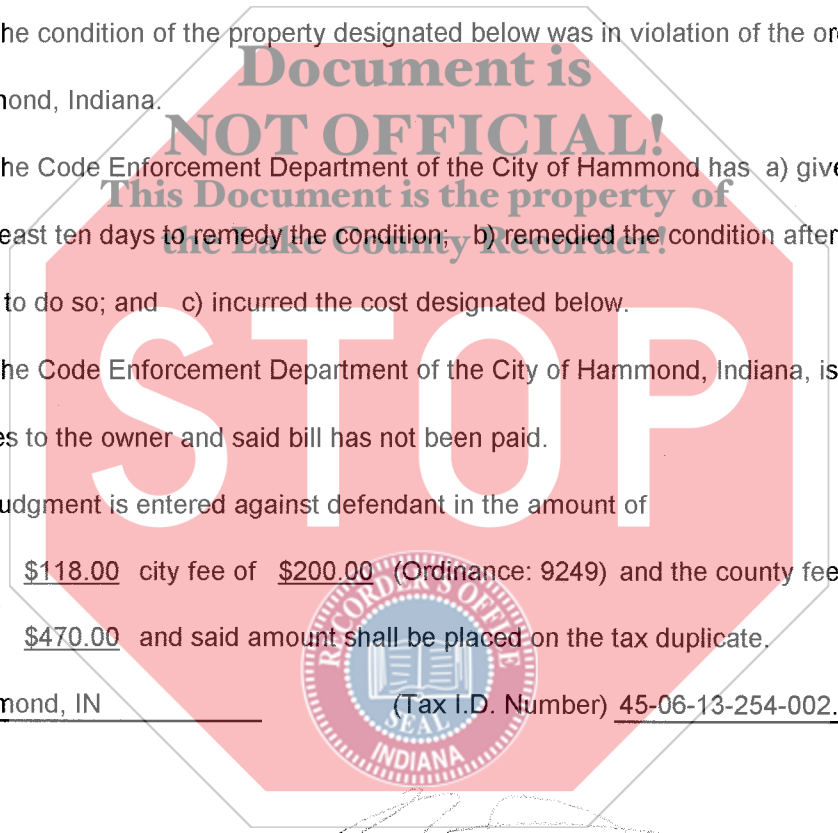 he condition of the property designated below was in violation of the or
Document is
mond, Indiana.
NOT OFFICIAL!
he Code Enforcement Department of the City of Hammond has a) give
This Document is the property of
east ten days to remedy the condition; b) remedied the condition after
the Lake County Recorder!
to do so; and c) incurred the cost designated below.
STOP
he Code Enforcement Department of the City of Hammond, Indiana, is
es to the owner and said bill has not been paid.
udgment is entered against defendant in the amount of
$118.00 city fee of $200.00 (Ordinance: 9249) and the county fee
RECORDER'S OFFICE
$470.00 and said amount shall be placed on the tax duplicate.
mond, IN (Tax I.D. Number) 45-06-13-254-002.
SEAL
INDIANA